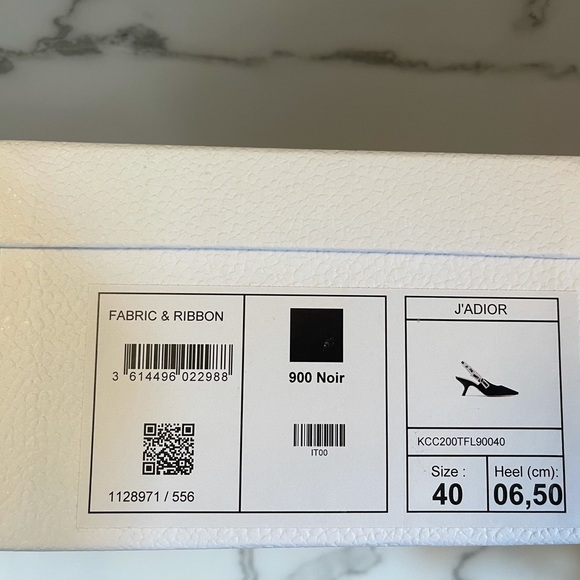 FABRIC & RIBBON
3 614496 022988
1128971 / 556
900 Noir
IT00
J'ADIOR
KCC200TFL90040
Size :
40
Heel (cm):
06,50